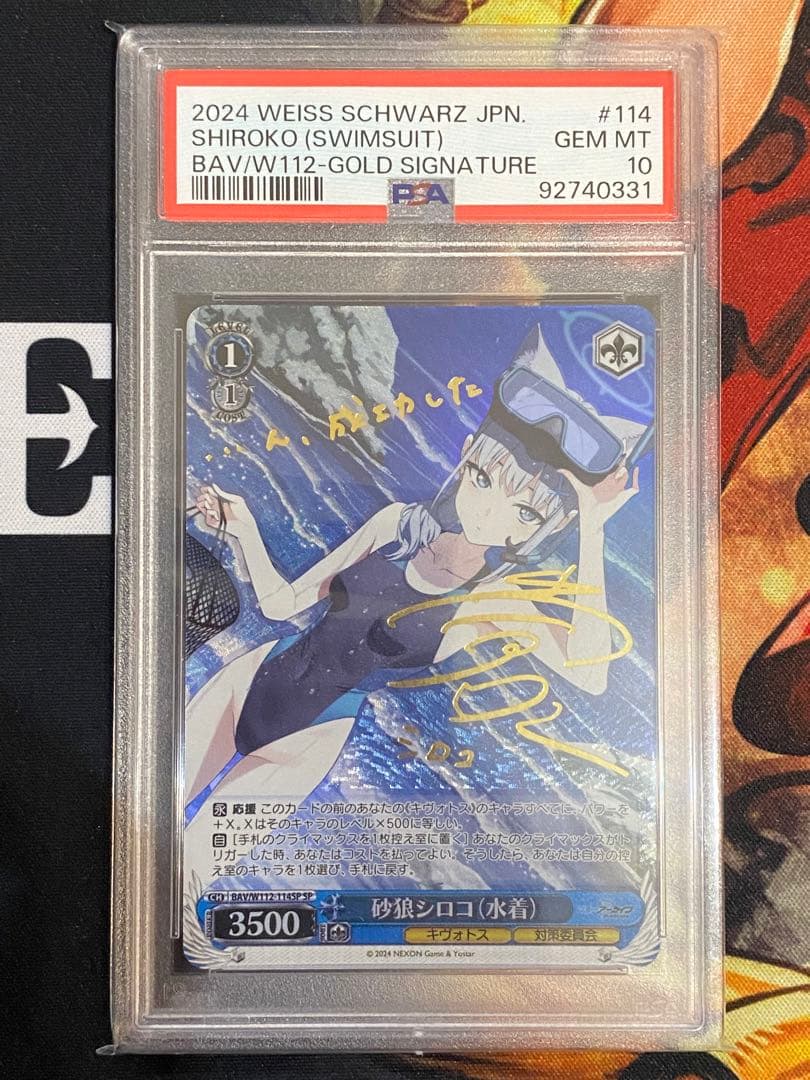 2024 WEISS SCHWARZ JPN. #114
SHIROKO (SWIMSUIT) GEM MT
BAV/W112-GOLD SIGNATURE 10
PSA 92740331
E
LEVEL
1
1
COST
...ん、成功した
シロコ
永 応援 このカードの前のあなたの《キヴォトス》のキャラすべてに、パワーを
+X。Xはそのキャラのレベル×500に等しい。
自 [手札のクライマックスを1枚控え室に置く] あなたのクライマックスがト
リガーした時、あなたはコストを払ってよい。そうしたら、あなたは自分の控
え室のキャラを1枚選び、手札に戻す。
CH BAV/W112-114SP SP
3500 砂狼シロコ(水着)
キヴォトス 対策委員会
© 2024 NEXON Game & Yostar